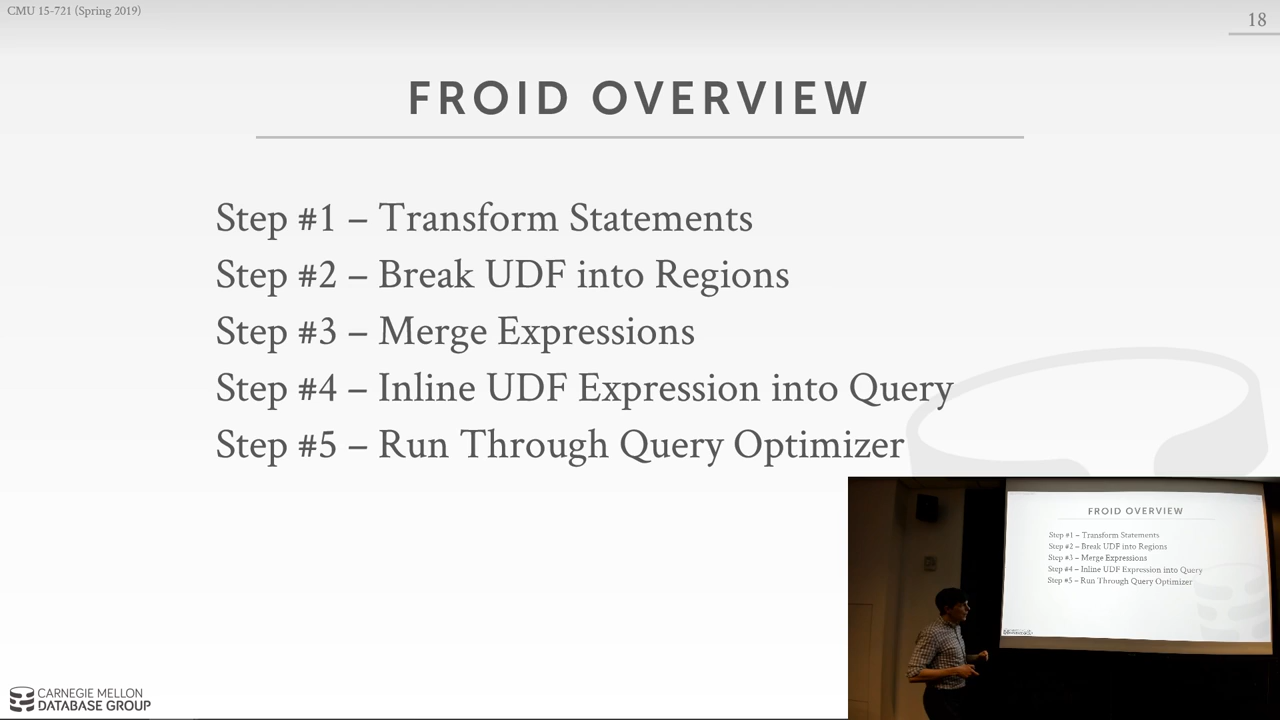 CMU 15-721 (Spring 2019)
18
FROID OVERVIEW
Step #1 – Transform Statements
Step #2 – Break UDF into Regions
Step #3 – Merge Expressions
Step #4 – Inline UDF Expression into Query
Step #5 – Run Through Query Optimizer
FROID OVERVIEW
Step #1 – Transform Statements
Step #2 – Break UDF into Regions
Step #3 – Merge Expressions
Step #4 – Inline UDF Expression into Query
Step #5 – Run Through Query Optimizer
CARNEGIE MELLON
DATABASE GROUP